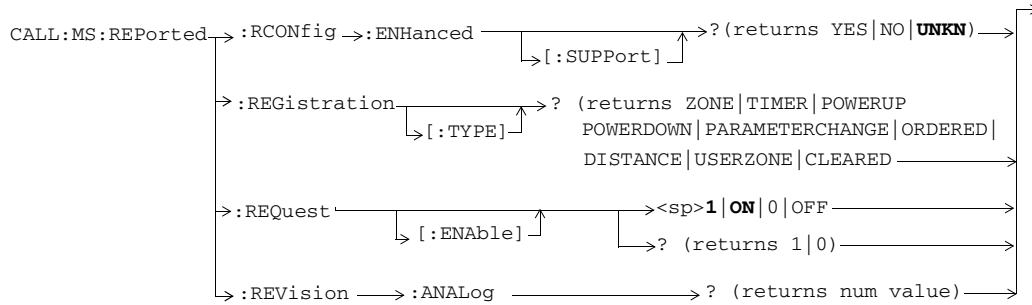 CALL:MS:REPorted :RCONfig :ENHanced ?(returns YES|NO|UNKN)
[:SUPPort]
:REGistration ? (returns ZONE|TIMER|POWERUP
[:TYPE] POWERDOWN|PARAMETERCHANGE|ORDERED|
DISTANCE|USERZONE|CLEARED
:REQuest <sp>1|ON|0|OFF
[:ENAble]
? (returns 1|0)
:REVision :ANALog ? (returns num value)